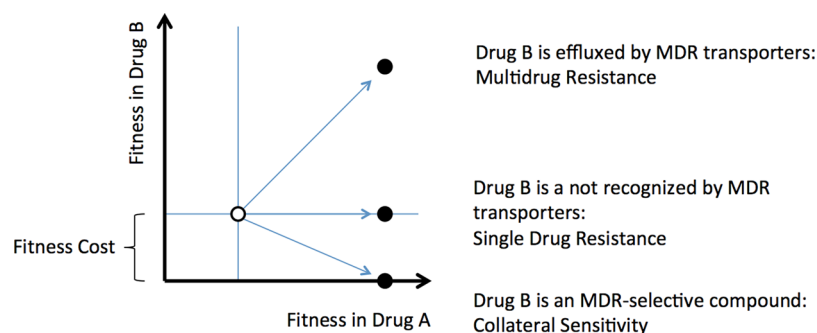 Fitness in Drug B
Drug B is effluxed by MDR transporters:
Multidrug Resistance
Drug B is a not recognized by MDR
transporters:
Single Drug Resistance
Fitness Cost
Drug B is an MDR-selective compound:
Collateral Sensitivity
Fitness in Drug A